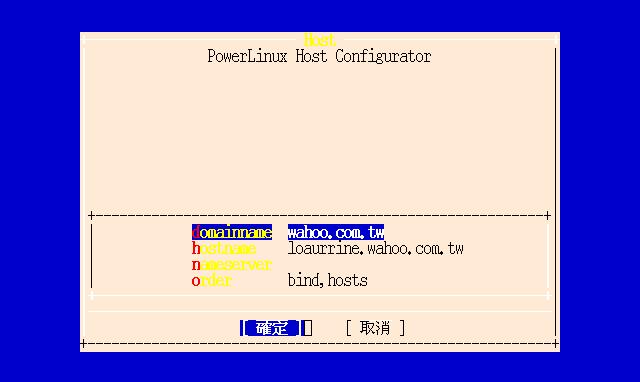 Host
PowerLinux Host Configurator
domainname wahoo.com.tw
hostname loaurrine.wahoo.com.tw
nameserver
order bind,hosts
[ 確定 ] [ 取消 ]